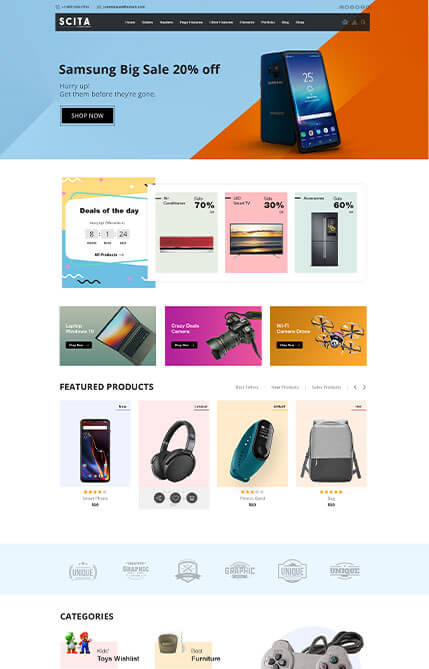 SCITA
Home
Sliders
Headers
Page Features
Other Features
Elements
Portfolio
Blog
Shop
Samsung Big Sale 20% off
Hurry up!
Get them before they're gone.
SHOP NOW
Deals of the day
8 : 1 : 24
All Products
Air Conditioner
Sale
70%
LED
Smart TV
Sale
30%
Accessories
Sale
60%
Laptop
Windows 10
Shop Now
Crazy Deals
Camera
Shop Now
Wi-Fi
Camera Drone
Shop Now
FEATURED PRODUCTS
Best Sellers
New Products
Sales Products
Smart Phone
Fitness Band
Bag
UNIQUE
GRAPHIC
GRAPHIC
DESIGNS
UNIQUE
UNIQUE
CATEGORIES
Kids'
Toys Wishlist
Best
Furniture